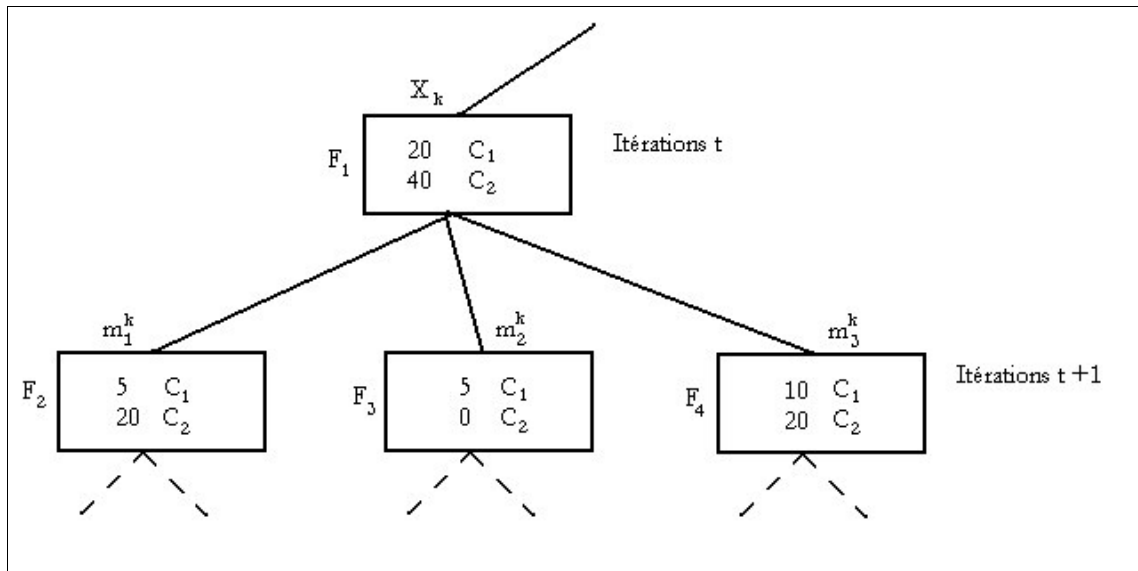 X_k
F_1
20 C_1
40 C_2
Itérations t
m_1^k
m_2^k
m_3^k
F_2
5 C_1
20 C_2
F_3
5 C_1
0 C_2
F_4
10 C_1
20 C_2
Itérations t +1